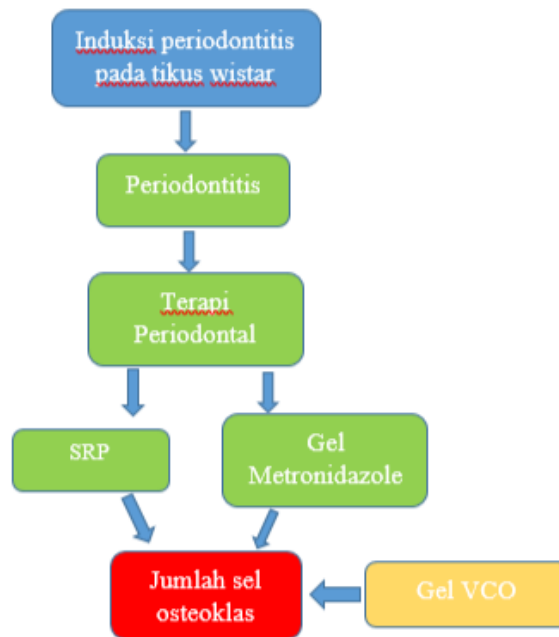 Induksi periodontitis
pada tikus wistar
Periodontitis
Terapi
Periodontal
SRP
Gel
Metronidazole
Jumlah sel
osteoklas
Gel VCO